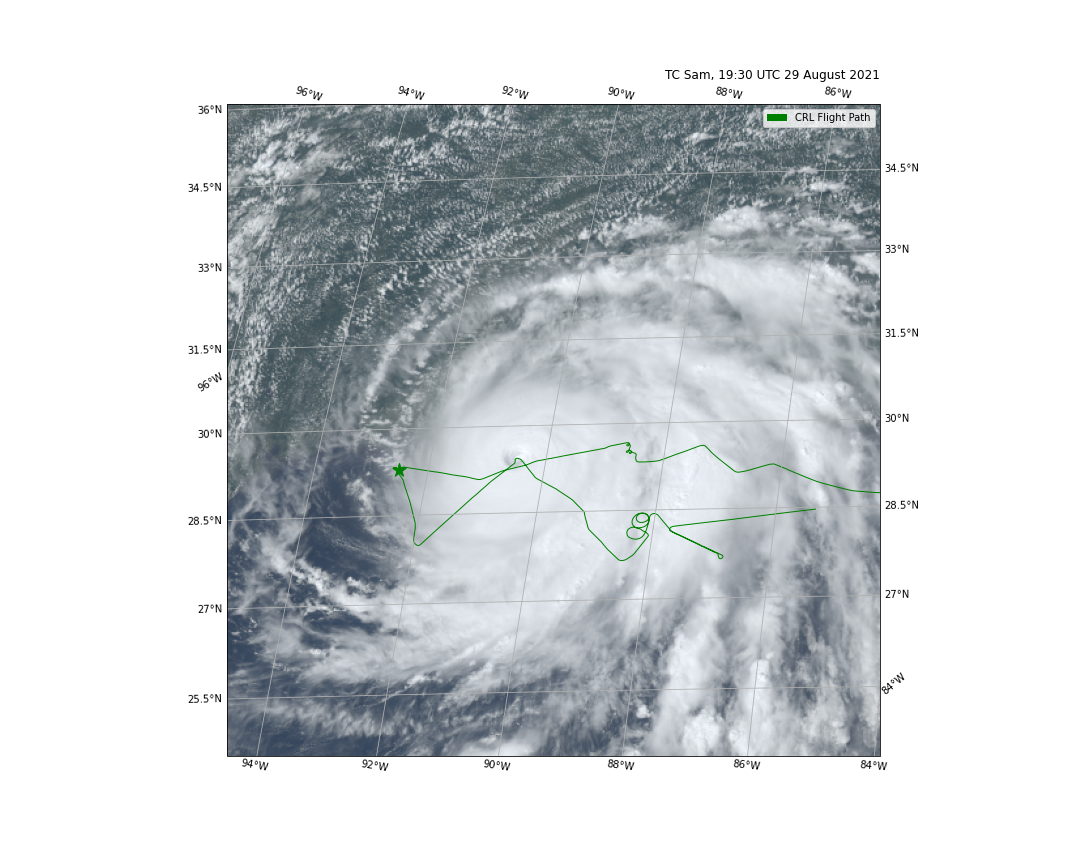 TC Sam, 19:30 UTC 29 August 2021
96°W 94°W 92°W 90°W 88°W 86°W
CRL Flight Path
36°N
34.5°N 34.5°N
33°N 33°N
31.5°N 31.5°N
96°W
30°N 30°N
28.5°N 28.5°N
27°N 27°N
84°W
25.5°N
94°W 92°W 90°W 88°W 86°W 84°W